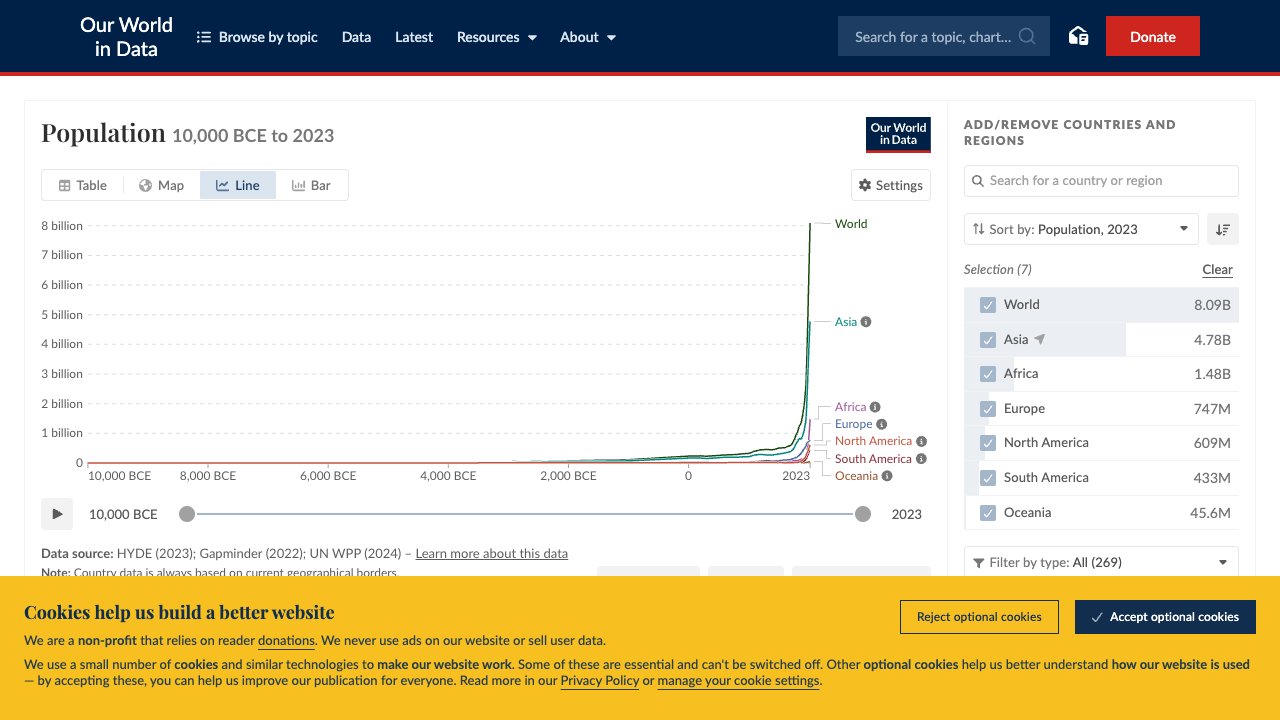 Our World
in Data
Browse by topic
Data
Latest
Resources
About
Search for a topic, chart...
Donate
Population 10,000 BCE to 2023
Our World
in Data
Table
Map
Line
Bar
Settings
8 billion
7 billion
6 billion
5 billion
4 billion
3 billion
2 billion
1 billion
0
World
Asia
Africa
Europe
North America
South America
Oceania
10,000 BCE
8,000 BCE
6,000 BCE
4,000 BCE
2,000 BCE
0
2023
10,000 BCE
2023
Data source: HYDE (2023); Gapminder (2022); UN WPP (2024) – Learn more about this data
Note: Country data is always based on current geographical borders.
ADD/REMOVE COUNTRIES AND
REGIONS
Search for a country or region
Sort by: Population, 2023
Selection (7)
Clear
World 8.09B
Asia 4.78B
Africa 1.48B
Europe 747M
North America 609M
South America 433M
Oceania 45.6M
Filter by type: All (269)
Cookies help us build a better website
We are a non-profit that relies on reader donations. We never use ads on our website or sell user data.
We use a small number of cookies and similar technologies to make our website work. Some of these are essential and can't be switched off. Other optional cookies help us better understand how our website is used
— by accepting these, you can help us improve our publication for everyone. Read more in our Privacy Policy or manage your cookie settings.
Reject optional cookies
Accept optional cookies